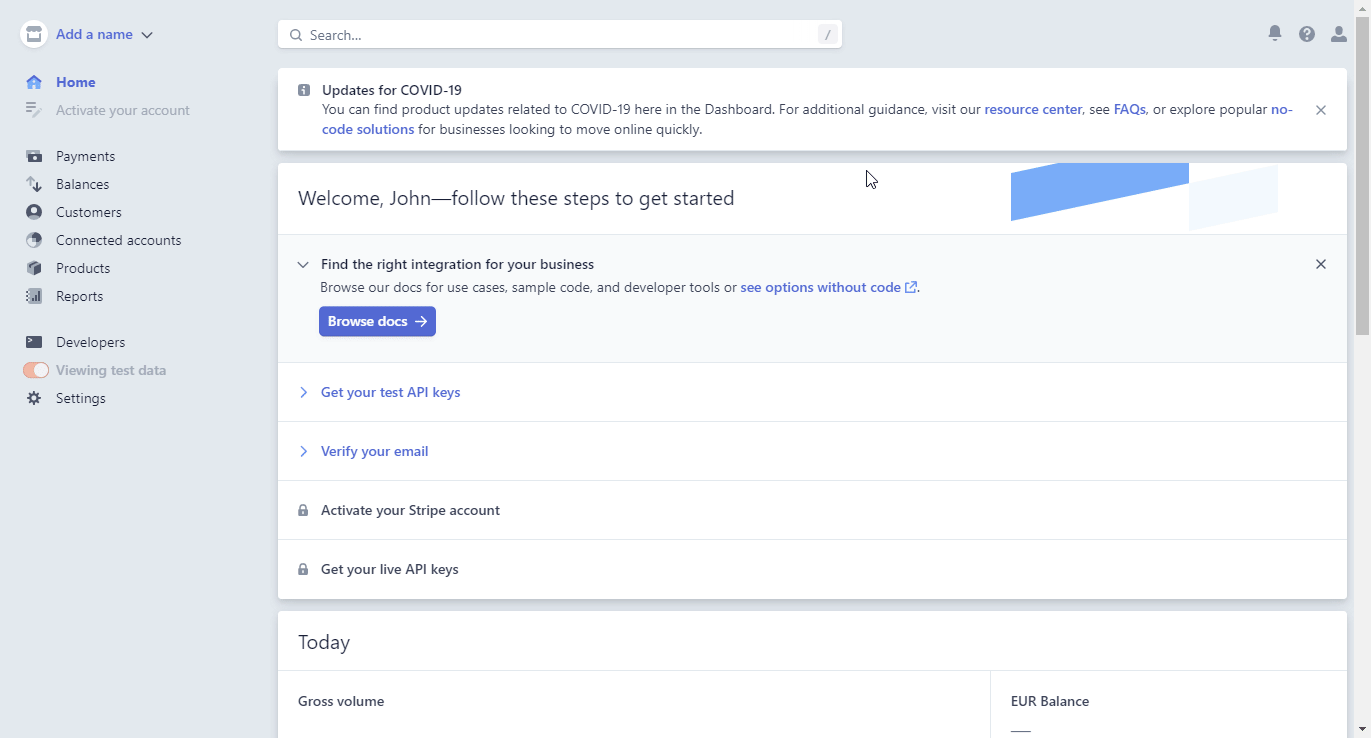 Add a name
Search...
/
Home
Activate your account
Payments
Balances
Customers
Connected accounts
Products
Reports
Developers
Viewing test data
Settings
Updates for COVID-19
You can find product updates related to COVID-19 here in the Dashboard. For additional guidance, visit our resource center, see FAQs, or explore popular no-
code solutions for businesses looking to move online quickly.
Welcome, John—follow these steps to get started
Find the right integration for your business
Browse our docs for use cases, sample code, and developer tools or see options without code.
Browse docs →
Get your test API keys
Verify your email
Activate your Stripe account
Get your live API keys
Today
Gross volume
EUR Balance
—